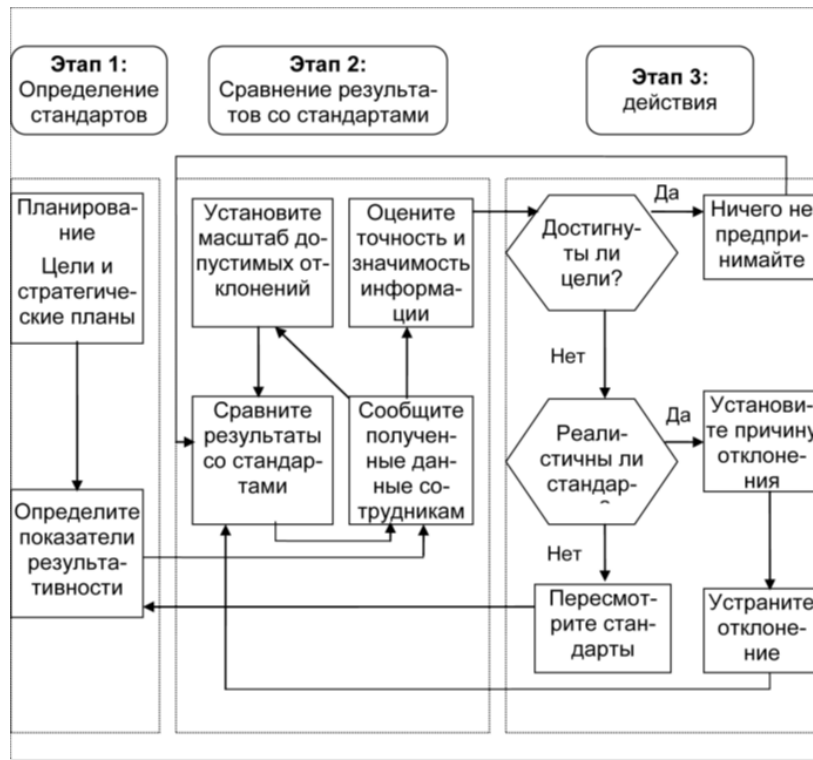 Этап 1:
Определение
стандартов
Этап 2:
Сравнение результа-
тов со стандартами
Этап 3:
действия
Планирова-
ние
Цели и
стратегиче-
ские планы
Определите
показатели
результа-
тивности
Установите
масштаб до-
пустимых от-
клонений
Оцените
точность и
значимость
информа-
ции
Сравните
результаты
со стандар-
тами
Сообщите
получен-
ные дан-
ные со-
трудникам
Достигну-
ты ли
цели?
Да
Ничего не
предпри-
нимайте
Нет
Реали-
стичны ли
стандар-
Да
Установи-
те причину
отклоне-
ния
Нет
Пересмот-
рите стан-
дарты
Устраните
отклоне-
ние